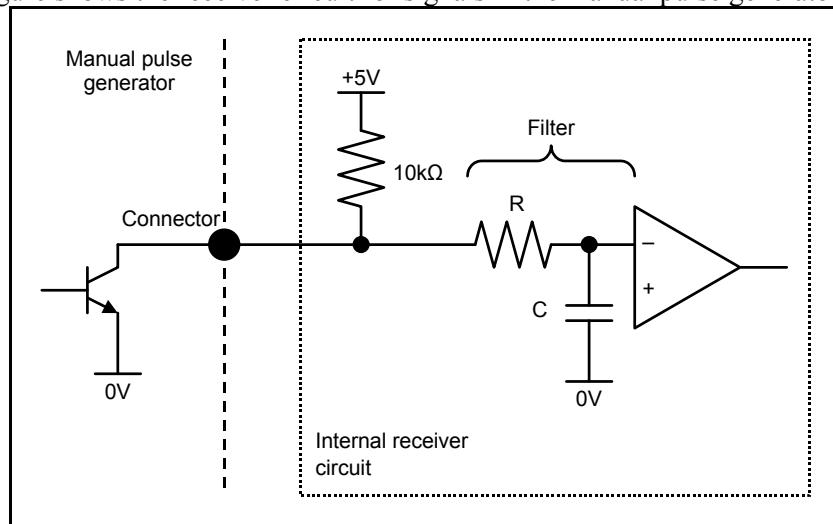 Manual pulse
generator
+5V
10kΩ
Filter
R
Connector
−
+
C
0V
0V
Internal receiver
circuit